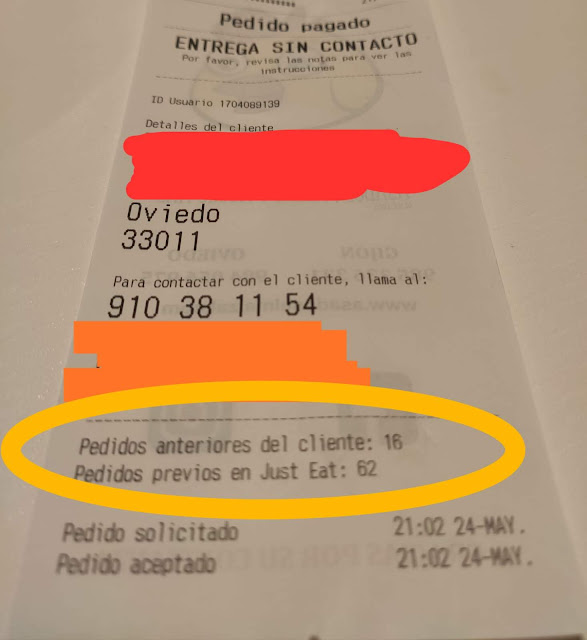 Pedido pagado
ENTREGA SIN CONTACTO
Por favor, revisa las notas para ver las
instrucciones
ID Usuario 1704089139
Detalles del cliente
Oviedo
33011
Para contactar con el cliente, llama al:
910 38 11 54
Pedidos anteriores del cliente: 16
Pedidos previos en Just Eat: 62
Pedido solicitado 21:02 24-MAY.
Pedido aceptado 21:02 24-MAY.